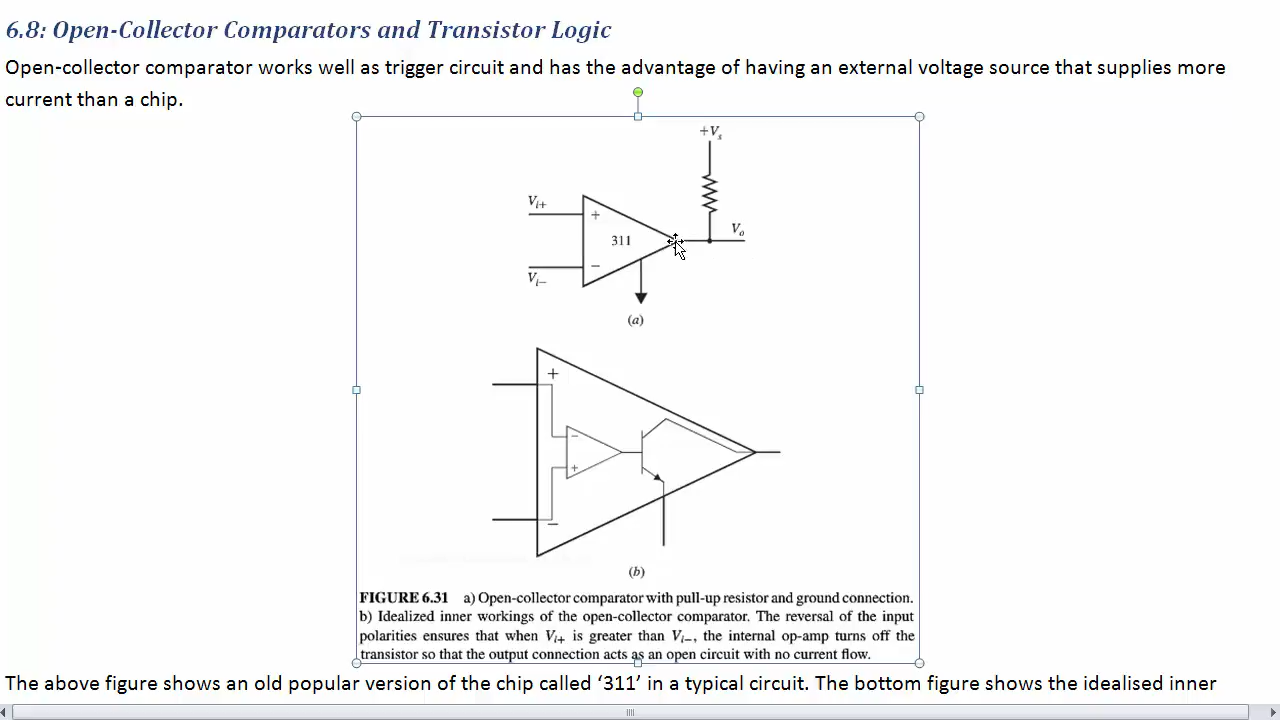 6.8: Open-Collector Comparators and Transistor Logic
Open-collector comparator works well as trigger circuit and has the advantage of having an external voltage source that supplies more
current than a chip.
+Vs
Vi+
+
Vo
311
−
Vi−
(a)
+
−
+
−
(b)
FIGURE 6.31 a) Open-collector comparator with pull-up resistor and ground connection.
b) Idealized inner workings of the open-collector comparator. The reversal of the input
polarities ensures that when Vi+ is greater than Vi−, the internal op-amp turns off the
transistor so that the output connection acts as an open circuit with no current flow.
The above figure shows an old popular version of the chip called ‘311’ in a typical circuit. The bottom figure shows the idealised inner